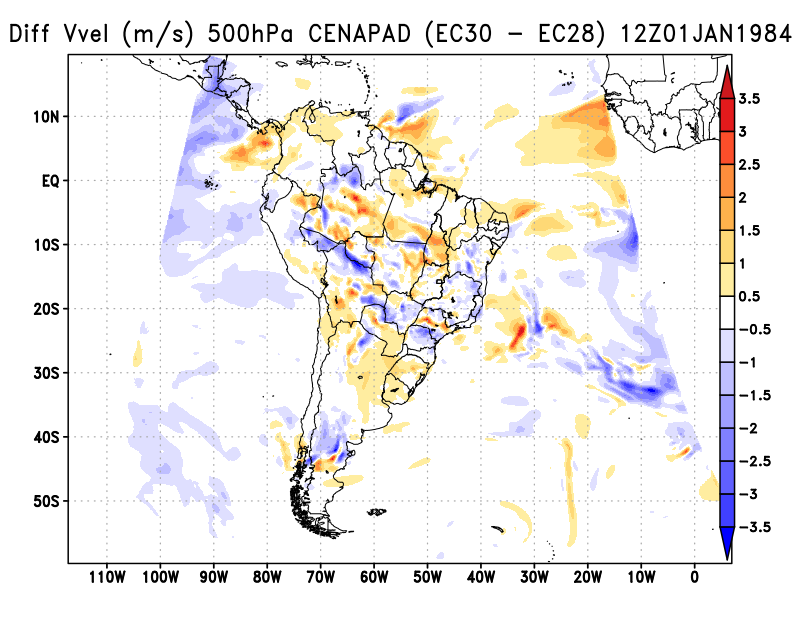 Diff Vvel (m/s) 500hPa CENAPAD (EC30 − EC28) 12Z01JAN1984
10N
EQ
10S
20S
30S
40S
50S
110W 100W 90W 80W 70W 60W 50W 40W 30W 20W 10W 0
3.5
3
2.5
2
1.5
1
0.5
−0.5
−1
−1.5
−2
−2.5
−3
−3.5